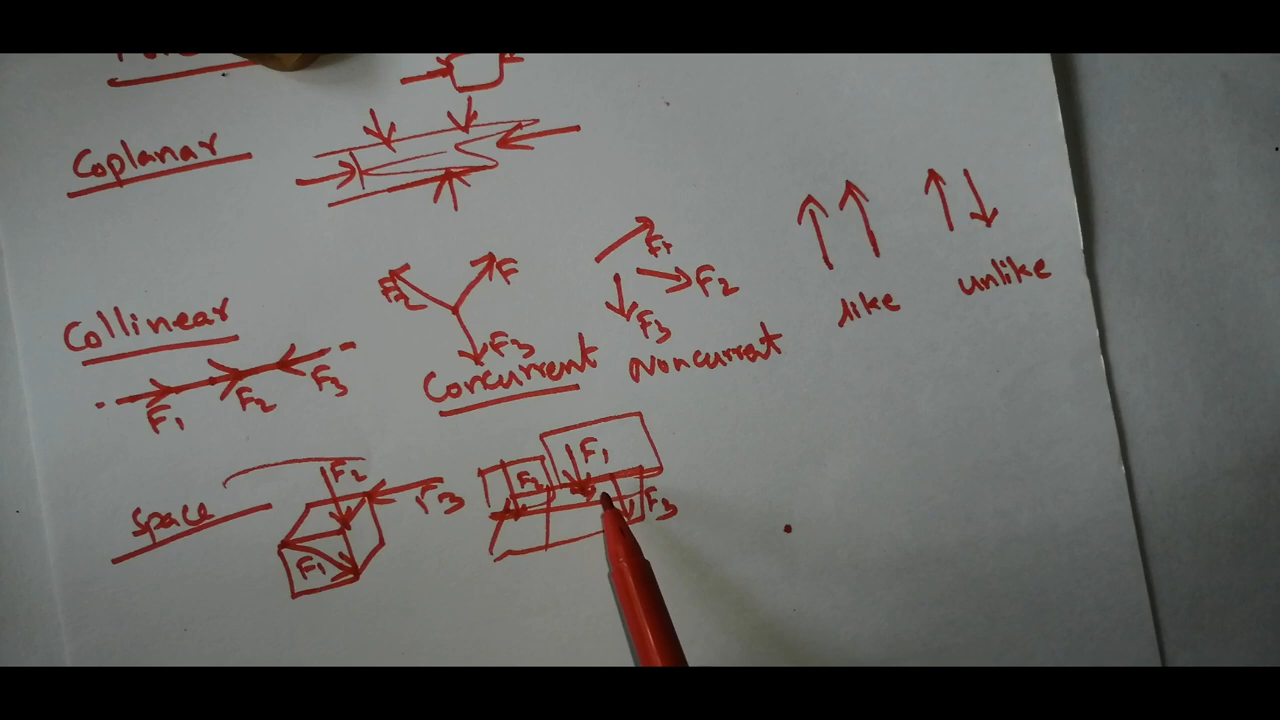 Coplanar
like
unlike
F2
F
F3
F1
F2
F3
Collinear
F1
F2
F3
Concurrent
Noncurrent
Space
F2
F3
F1
F1
F2
F3